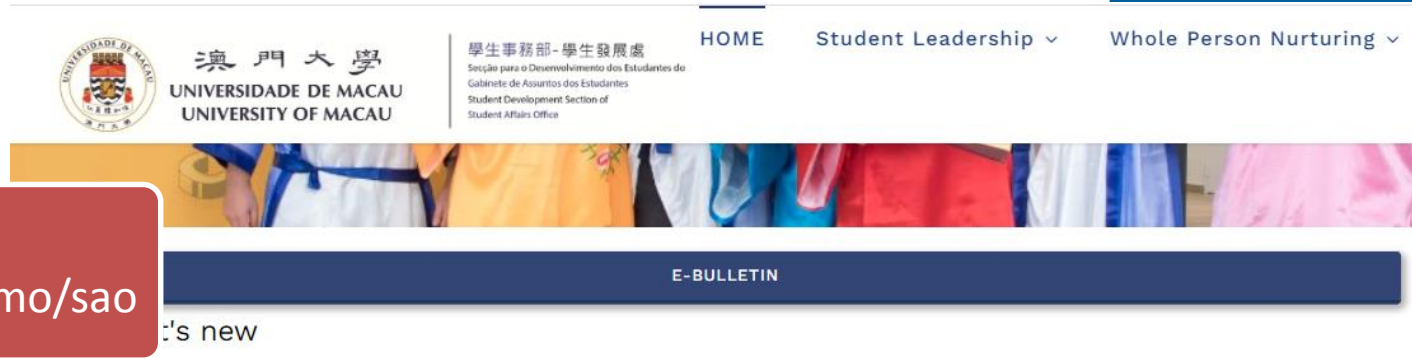 澳門大學
UNIVERSIDADE DE MACAU
UNIVERSITY OF MACAU
學生事務部-學生發展處
Secção para o Desenvolvimento dos Estudantes do
Gabinete de Assuntos dos Estudantes
Student Development Section of
Student Affairs Office
HOME
Student Leadership
Whole Person Nurturing
E-BULLETIN
mo/sao
t's new